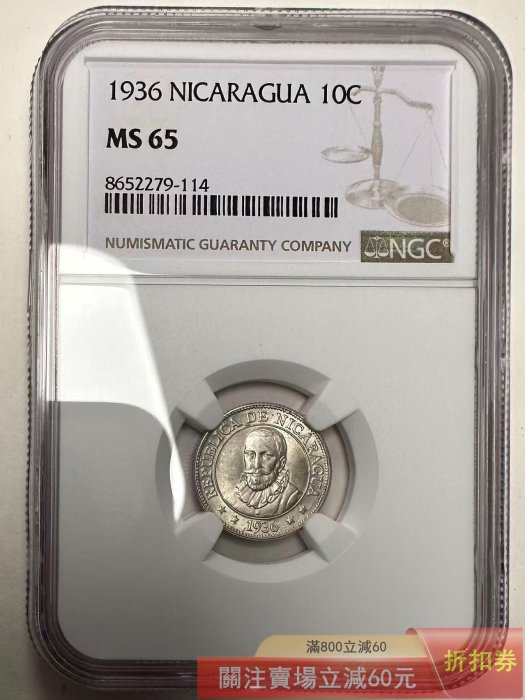 1936 NICARAGUA 10C
MS 65
8652279-114
NUMISMATIC GUARANTY COMPANY
NGC®
REPUBLICA DE NICARAGUA
1936
滿800立減60
折扣券
關注賣場立減60元